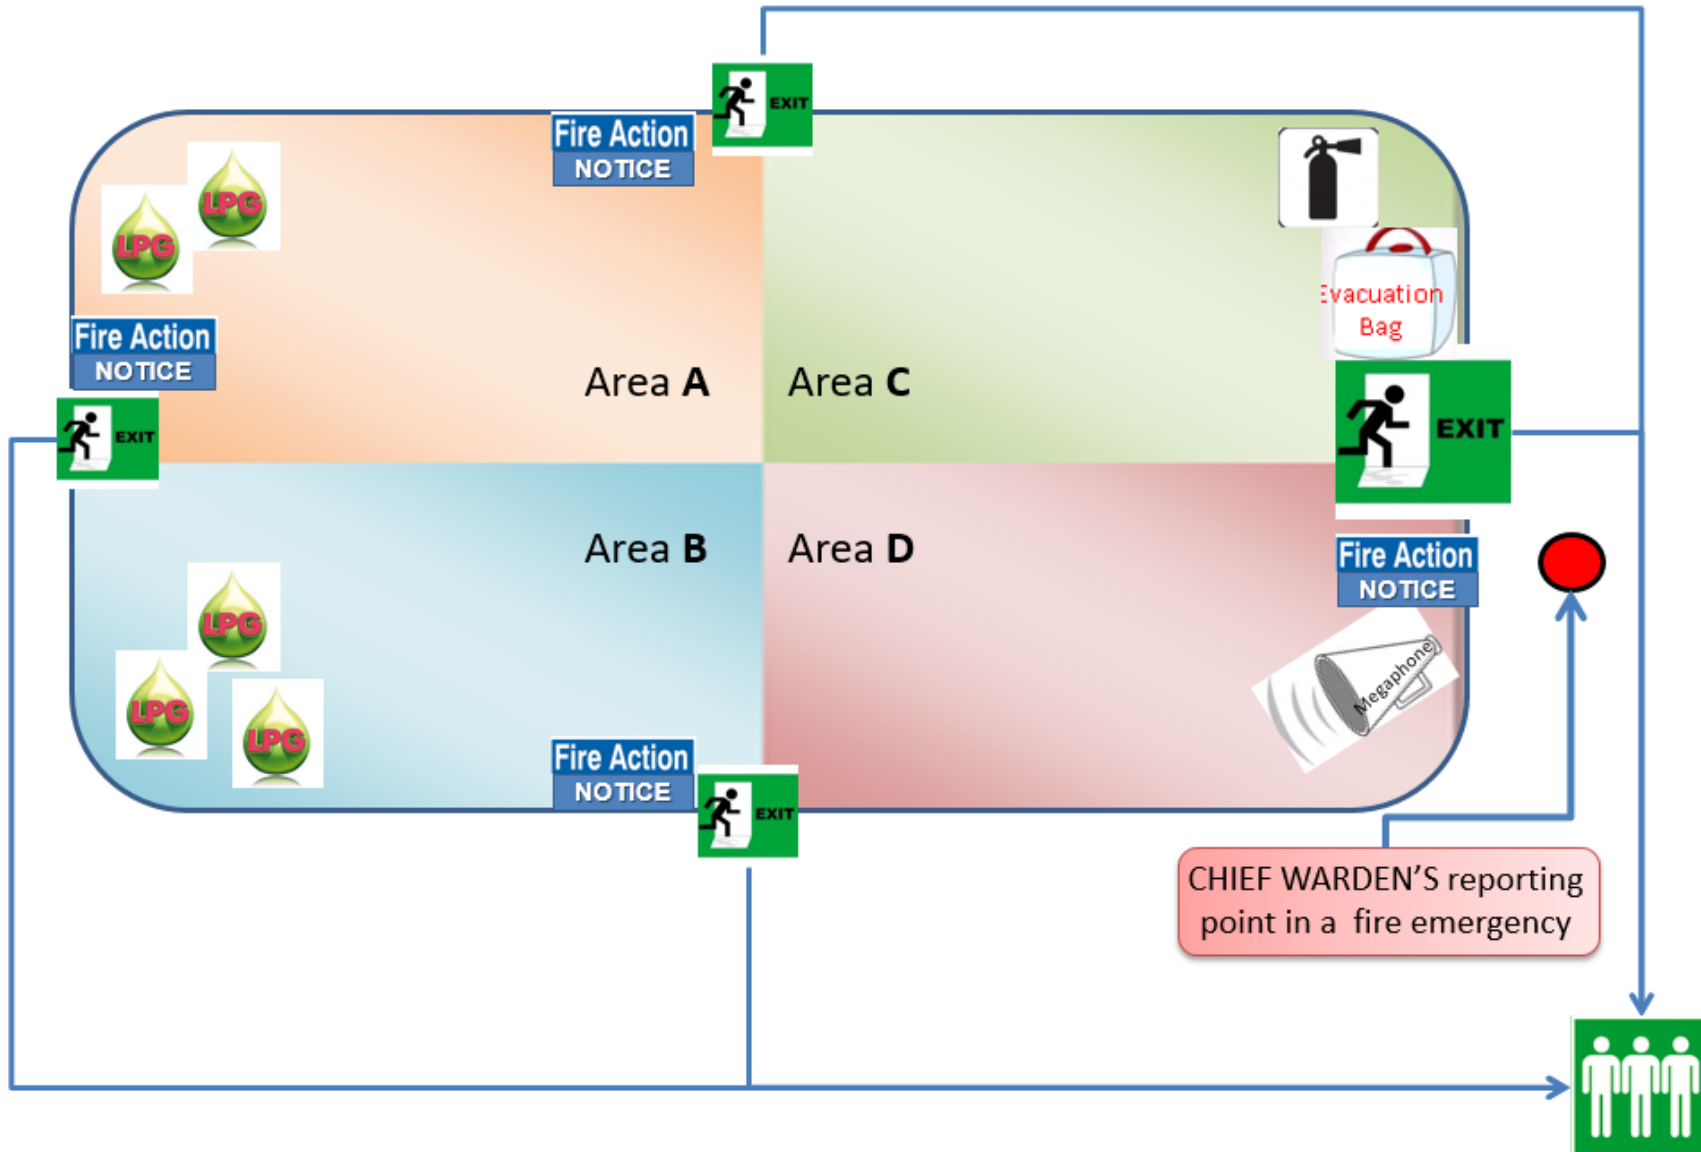 EXIT
Fire Action
NOTICE
LPG
LPG
Evacuation
Bag
Fire Action
NOTICE
Area A
Area C
EXIT
EXIT
Area B
Area D
Fire Action
NOTICE
LPG
LPG
LPG
Megaphone
Fire Action
NOTICE
EXIT
CHIEF WARDEN'S reporting
point in a  fire emergency